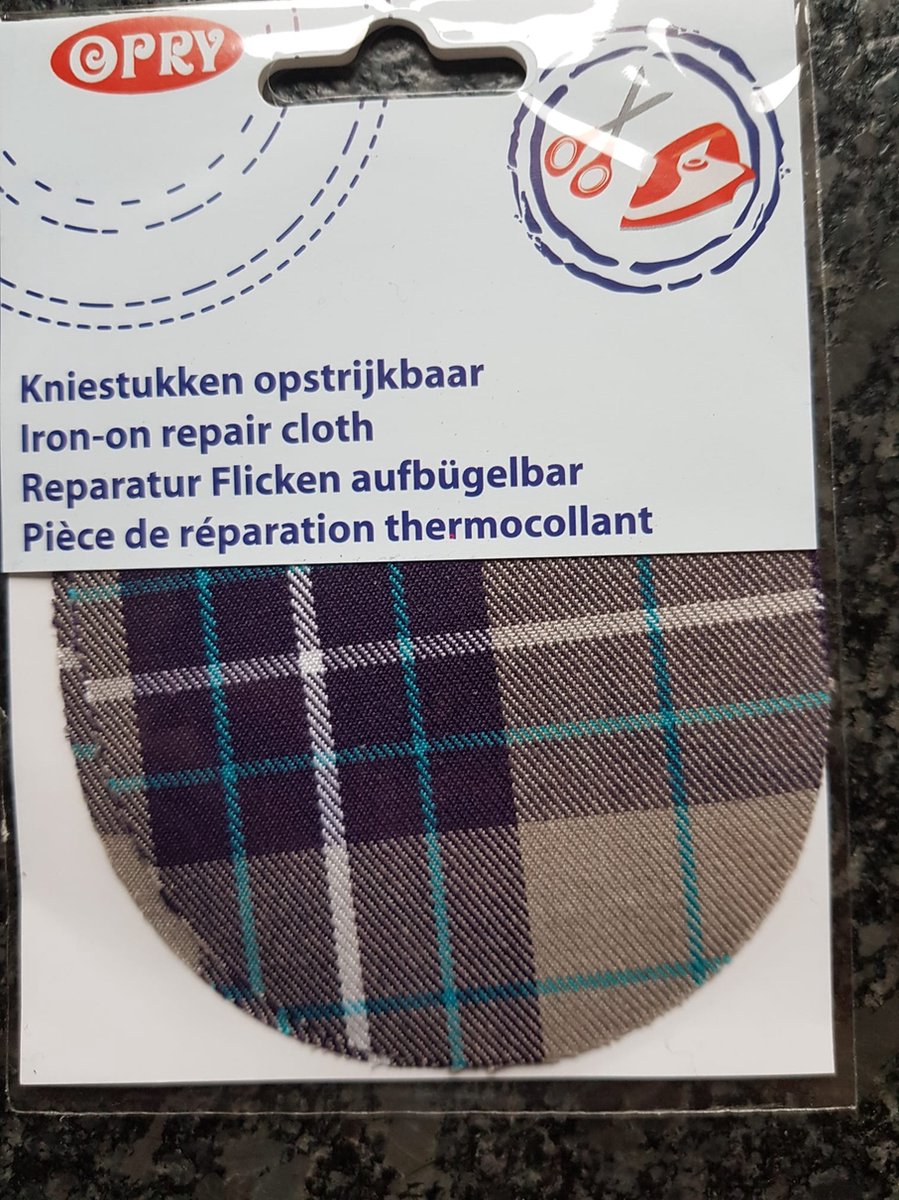 OPRY
Kniestukken opstrijkbaar
Iron-on repair cloth
Reparatur Flicken aufbügelbar
Pièce de réparation thermocollant